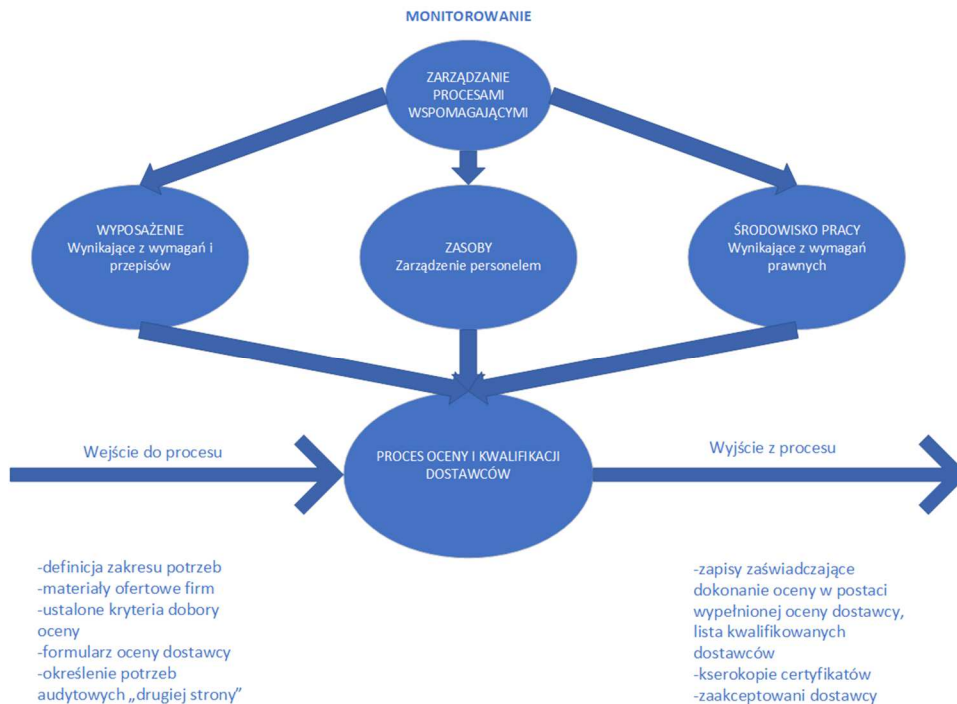 MONITOROWANIE
ZARZĄDZANIE
PROCESAMI
WSPOMAGAJĄCYMI
WYPOSAŻENIE
Wynikające z wymagań i
przepisów
ZASOBY
Zarządzenie personelem
ŚRODOWISKO PRACY
Wynikające z wymagań
prawnych
Wejście do procesu
PROCES OCENY I KWALIFIKACJI
DOSTAWCÓW
Wyjście z procesu
-definicja zakresu potrzeb
-materiały ofertowe firm
-ustalone kryteria dobory
oceny
-formularz oceny dostawcy
-określenie potrzeb
audytowych „drugiej strony”
-zapisy zaświadczające
dokonanie oceny w postaci
wypełnionej oceny dostawcy,
lista kwalifikowanych
dostawców
-kserokopie certyfikatów
-zaakceptowani dostawcy